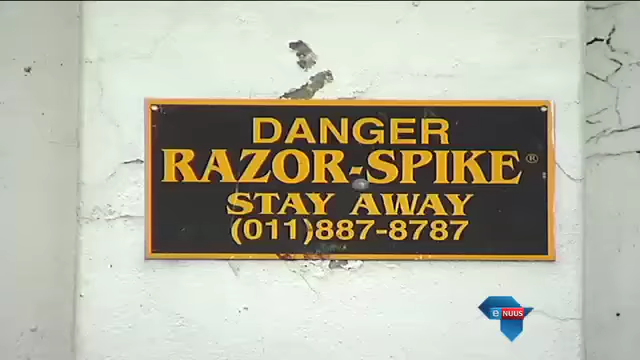 DANGER
RAZOR-SPIKE®
STAY AWAY
(011)887-8787
e NUUS